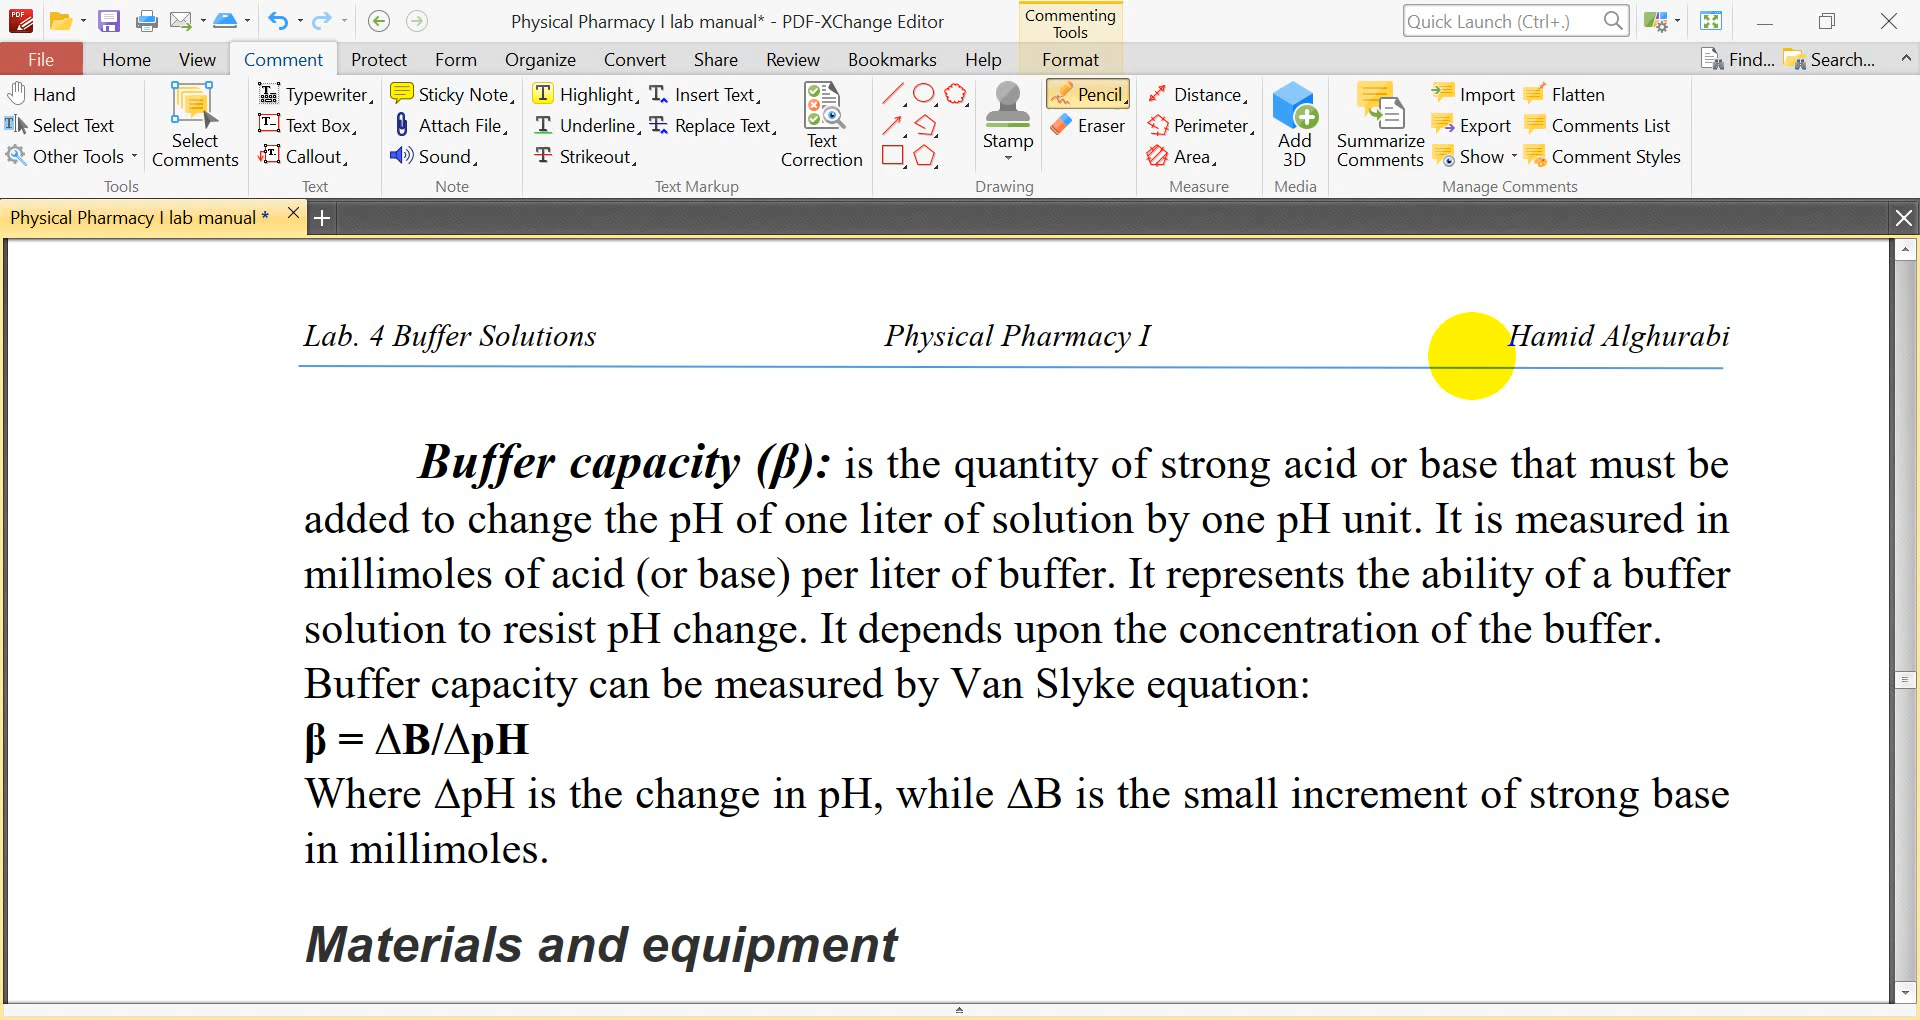 Physical Pharmacy I lab manual* - PDF-XChange Editor
Commenting Tools
Quick Launch (Ctrl+.)
File Home View Comment Protect Form Organize Convert Share Review Bookmarks Help Format Find... Search...
Hand
Select Text
Other Tools
Select Comments
Tools
Typewriter
Text Box
Callout
Text
Sticky Note
Attach File
Sound
Note
Highlight Insert Text
Underline Replace Text
Strikeout
Text Correction
Text Markup
Stamp
Pencil
Eraser
Drawing
Distance
Perimeter
Area
Measure
Add 3D
Media
Summarize Comments
Import Flatten
Export Comments List
Show Comment Styles
Manage Comments
Physical Pharmacy I lab manual *
Lab. 4 Buffer Solutions Physical Pharmacy I Hamid Alghurabi
Buffer capacity (β): is the quantity of strong acid or base that must be
added to change the pH of one liter of solution by one pH unit. It is measured in
millimoles of acid (or base) per liter of buffer. It represents the ability of a buffer
solution to resist pH change. It depends upon the concentration of the buffer.
Buffer capacity can be measured by Van Slyke equation:
β = ΔB/ΔpH
Where ΔpH is the change in pH, while ΔB is the small increment of strong base
in millimoles.
Materials and equipment